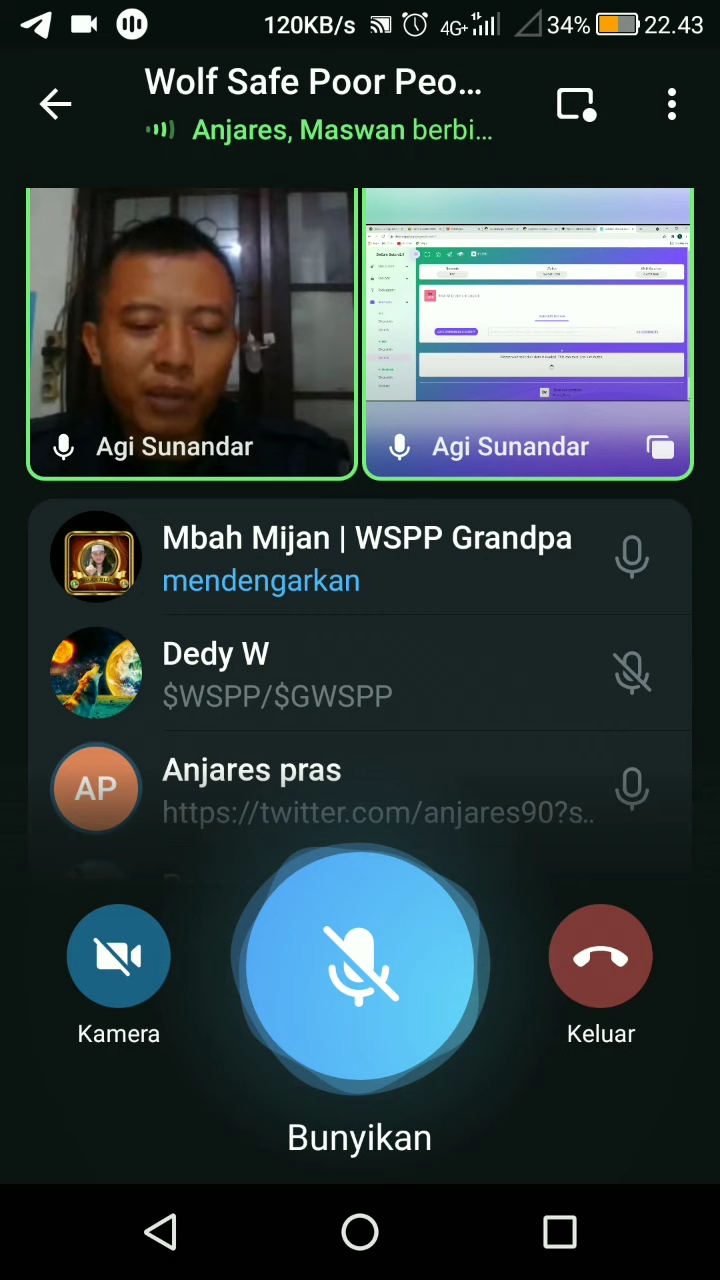 120KB/s 4G+ 34% 22.43
Wolf Safe Poor Peo...
Anjares, Maswan berbi...
Agi Sunandar
Agi Sunandar
Mbah Mijan | WSPP Grandpa
mendengarkan
Dedy W
$WSPP/$GWSPP
AP
Anjares pras
https://twitter.com/anjares90?s..
Kamera
Keluar
Bunyikan